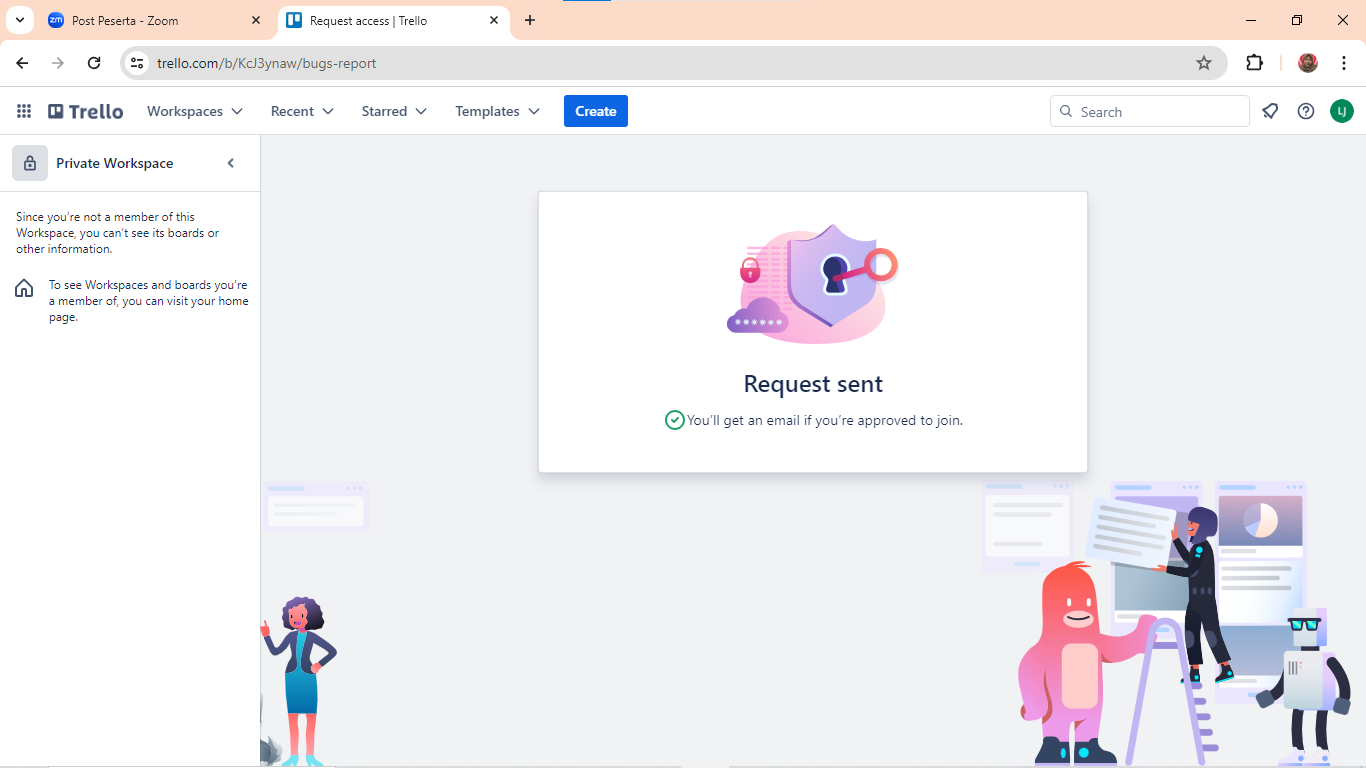 Post Peserta - Zoom
Request access | Trello
trello.com/b/KcJ3ynaw/bugs-report
Trello
Workspaces
Recent
Starred
Templates
Create
Search
LJ
Private Workspace
Since you're not a member of this
Workspace, you can't see its boards or
other information.
To see Workspaces and boards you're
a member of, you can visit your home
page.
Request sent
You'll get an email if you're approved to join.